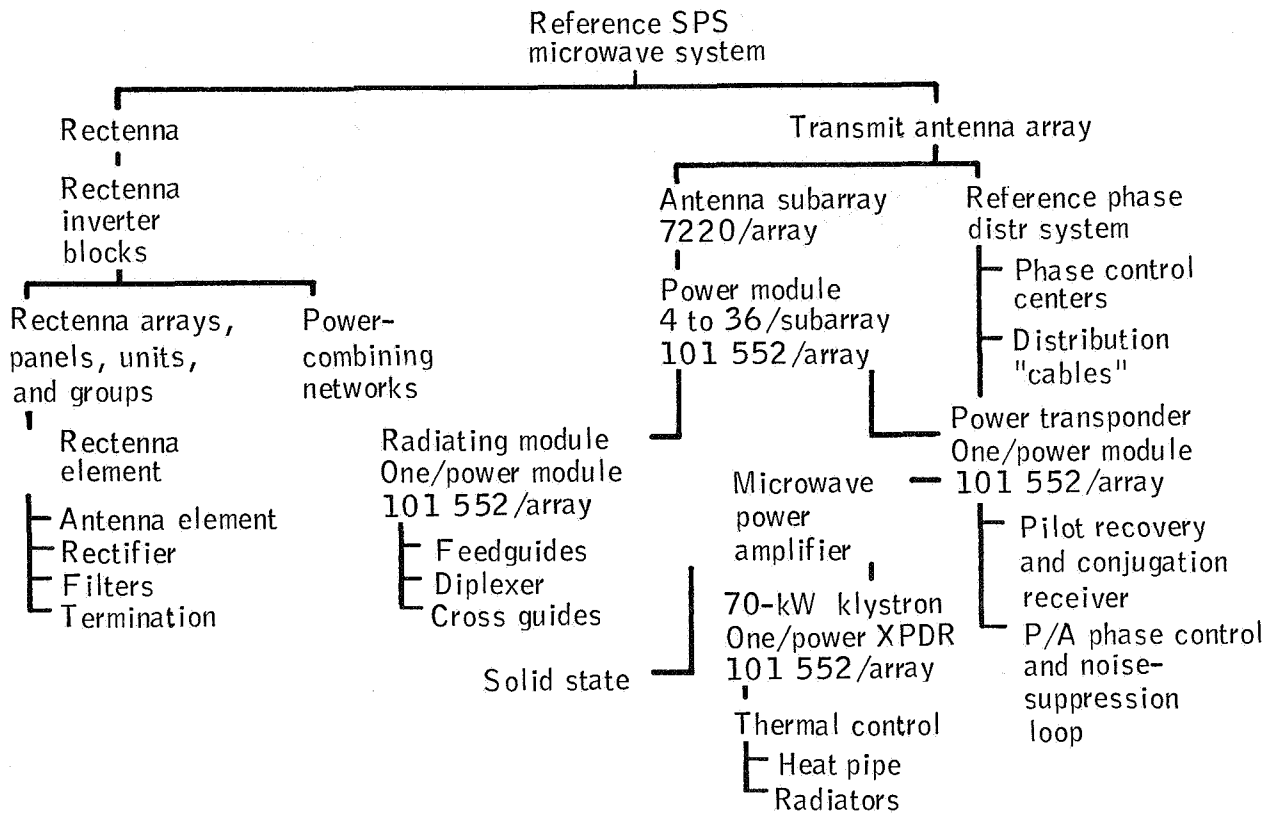 Reference SPS
microwave system
Rectenna
Transmit antenna array
Rectenna
inverter
blocks
Antenna subarray
7220/array
Reference phase
distr system
Phase control
centers
Distribution
"cables"
Power module
4 to 36/subarray
101 552/array
Rectenna arrays,
panels, units,
and groups
Power-
combining
networks
Rectenna
element
Antenna element
Rectifier
Filters
Termination
Radiating module
One/power module
101 552/array
Feedguides
Diplexer
Cross guides
Power transponder
One/power module
101 552/array
Microwave
power
amplifier
Pilot recovery
and conjugation
receiver
P/A phase control
and noise-
suppression
loop
70-kW klystron
One/power XPDR
101 552/array
Solid state
Thermal control
Heat pipe
Radiators